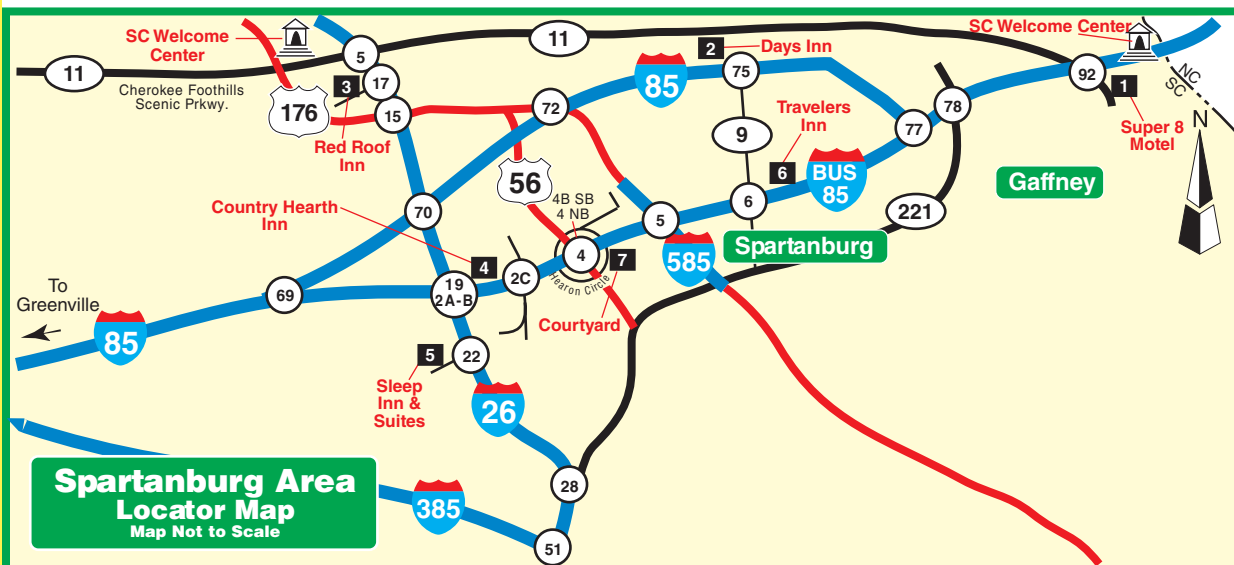 SC Welcome
Center
11
Cherokee Foothills
Scenic Prkwy.
176
5
17
3
15
Red Roof
Inn
11
2
Days Inn
75
85
72
9
Travelers
Inn
6
BUS
85
77
78
SC Welcome Center
92
1
Super 8
Motel
NC
SC
N
Gaffney
221
56
4B SB
4 NB
4
Hearon Circle
7
Courtyard
5
6
585
Spartanburg
Country Hearth
Inn
70
4
19
2A-B
2C
69
To
Greenville
85
5
22
Sleep
Inn &
Suites
26
28
51
385
Spartanburg Area
Locator Map
Map Not to Scale